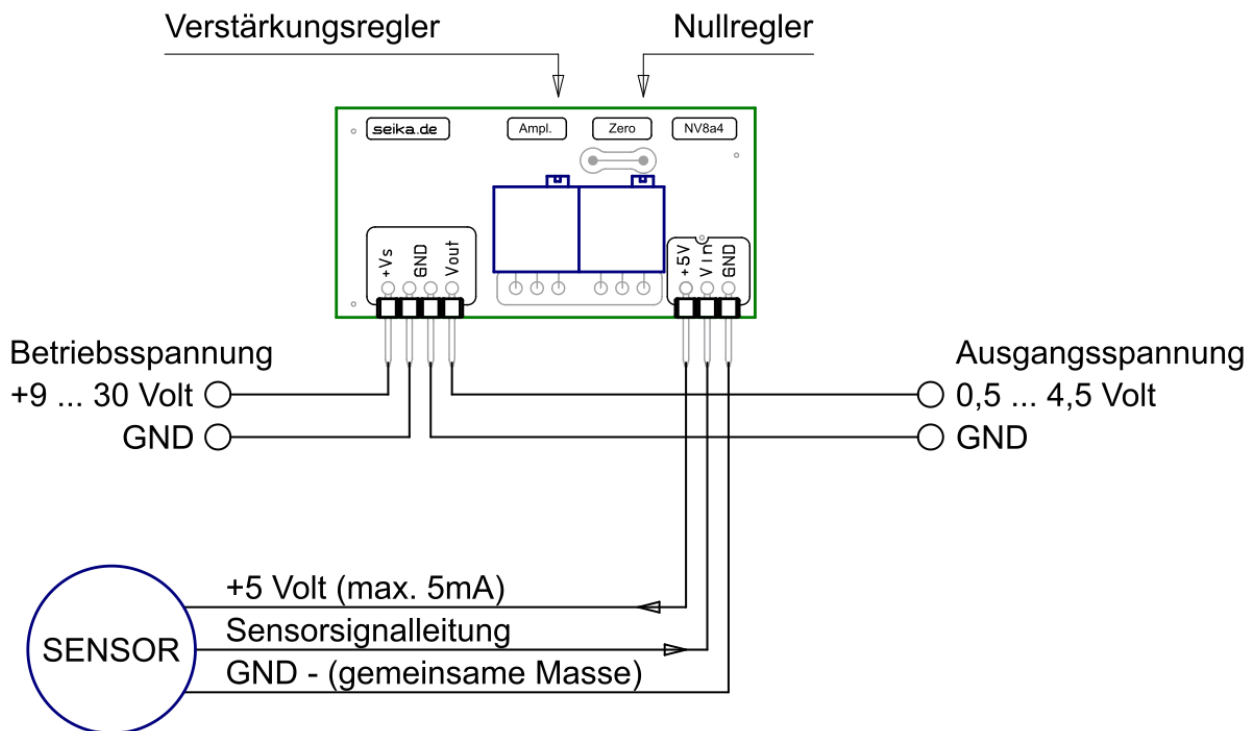 Verstärkungsregler
Nullregler
seika.de
Ampl.
Zero
NV8a4
+Vs
GND
Vout
+5V
Vin
GND
Betriebsspannung
+9 ... 30 Volt
GND
Ausgangsspannung
0,5 ... 4,5 Volt
GND
SENSOR
+5 Volt (max. 5mA)
Sensorsignalleitung
GND - (gemeinsame Masse)